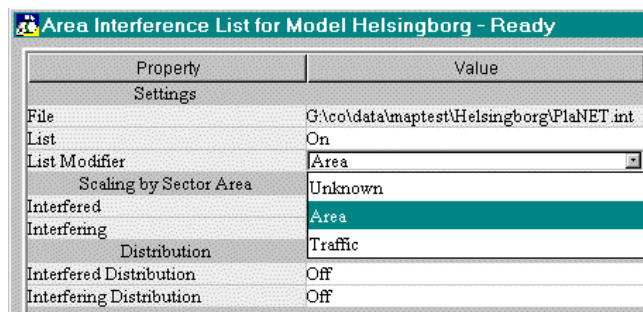 Area Interference List for Model Helsingborg - Ready
Property Value
Settings
File G:\co\data\maptest\Helsingborg\PlaNET.int
List On
List Modifier Area
Scaling by Sector Area Unknown
Interfered Area
Interfering
Distribution Traffic
Interfered Distribution Off
Interfering Distribution Off